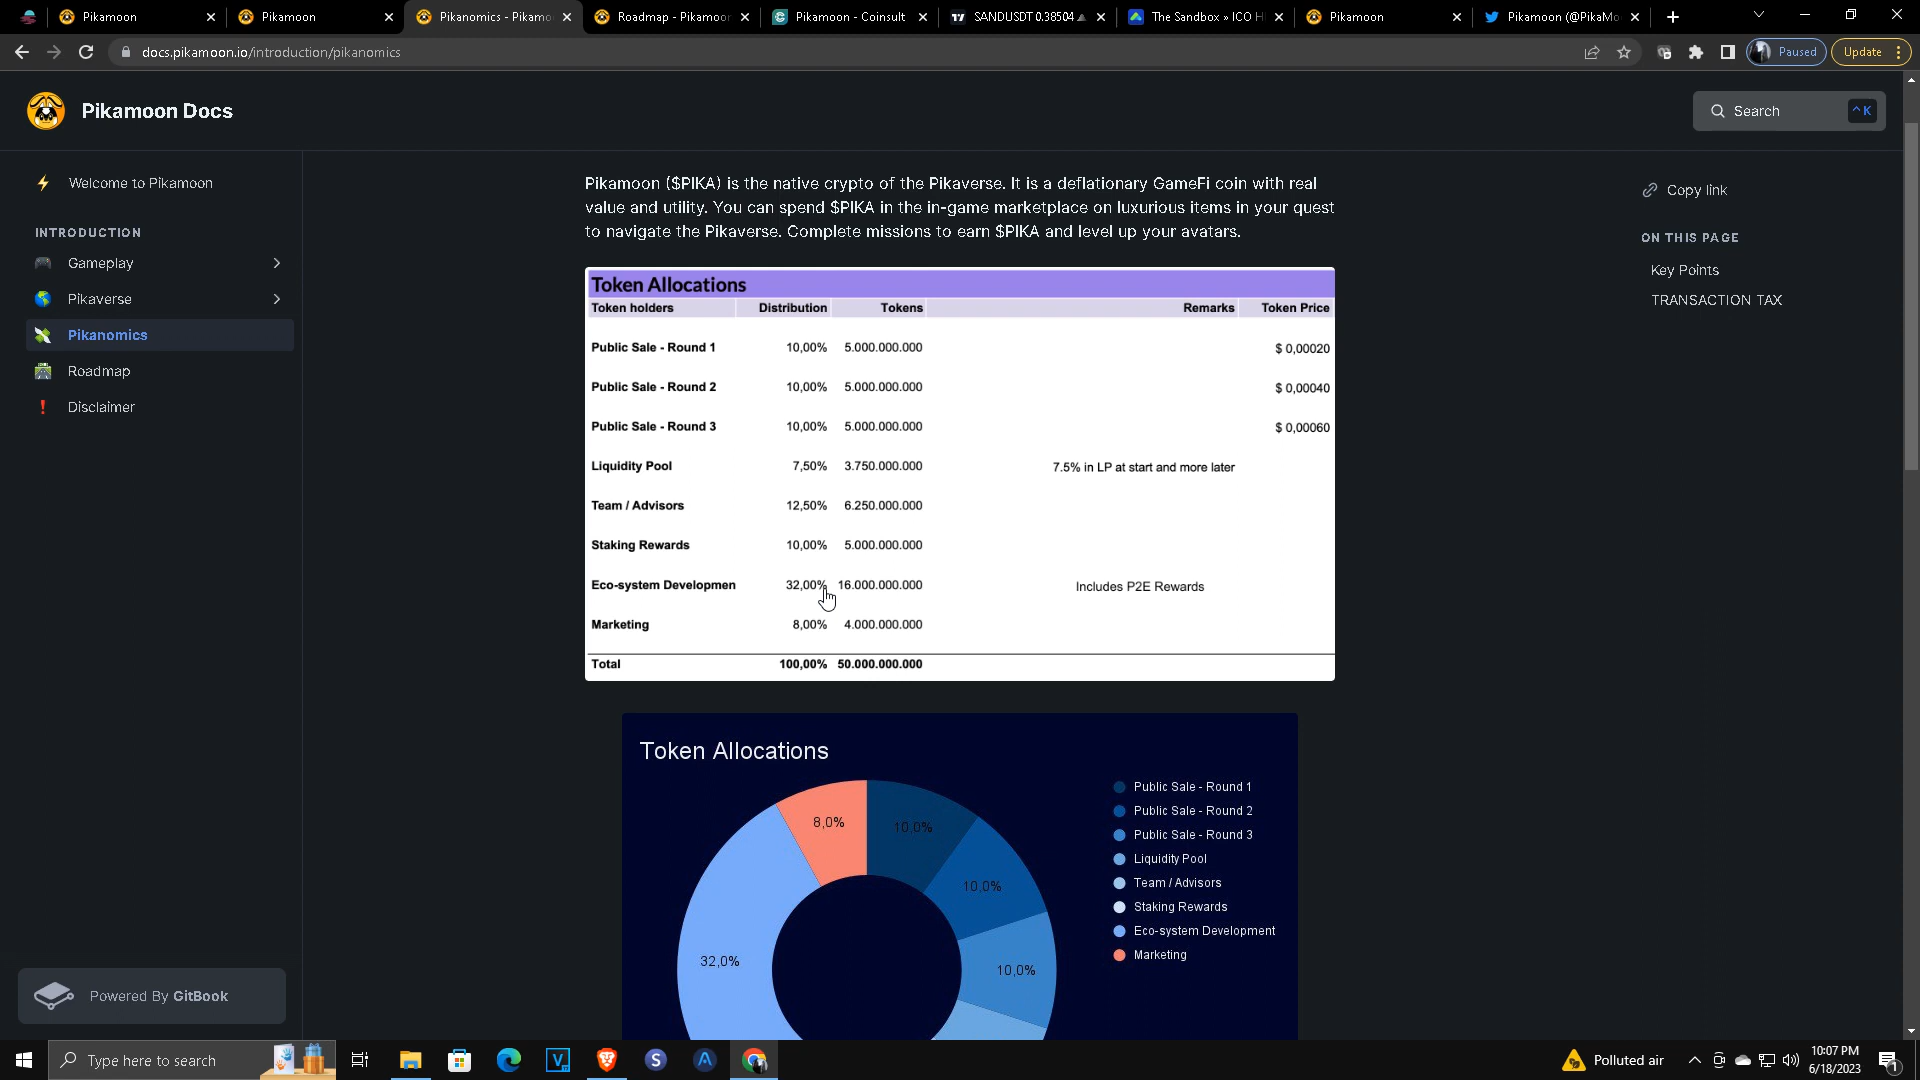 Pikamoon
Pikamoon
Pikanomics - Pikamo
Roadmap - Pikamoon
Pikamoon - Coinsult
SANDUSDT 0.38504
The Sandbox » ICO H
Pikamoon
Pikamoon (@PikaMo
docs.pikamoon.io/introduction/pikanomics
Paused
Update
Pikamoon Docs
Search
^ K
Welcome to Pikamoon
INTRODUCTION
Gameplay
Pikaverse
Pikanomics
Roadmap
Disclaimer
Powered By GitBook
Pikamoon ($PIKA) is the native crypto of the Pikaverse. It is a deflationary GameFi coin with real
value and utility. You can spend $PIKA in the in-game marketplace on luxurious items in your quest
to navigate the Pikaverse. Complete missions to earn $PIKA and level up your avatars.
Copy link
ON THIS PAGE
Key Points
TRANSACTION TAX
Token Allocations
Token holders Distribution Tokens Remarks Token Price
Public Sale - Round 1 10,00% 5.000.000.000 $ 0,00020
Public Sale - Round 2 10,00% 5.000.000.000 $ 0,00040
Public Sale - Round 3 10,00% 5.000.000.000 $ 0,00060
Liquidity Pool 7,50% 3.750.000.000 7.5% in LP at start and more later
Team / Advisors 12,50% 6.250.000.000
Staking Rewards 10,00% 5.000.000.000
Eco-system Developmen 32,00% 16.000.000.000 Includes P2E Rewards
Marketing 8,00% 4.000.000.000
Total 100,00% 50.000.000.000
Token Allocations
8,0%
10,0%
10,0%
10,0%
32,0%
Public Sale - Round 1
Public Sale - Round 2
Public Sale - Round 3
Liquidity Pool
Team / Advisors
Staking Rewards
Eco-system Development
Marketing
Type here to search
Polluted air
10:07 PM
6/18/2023
1